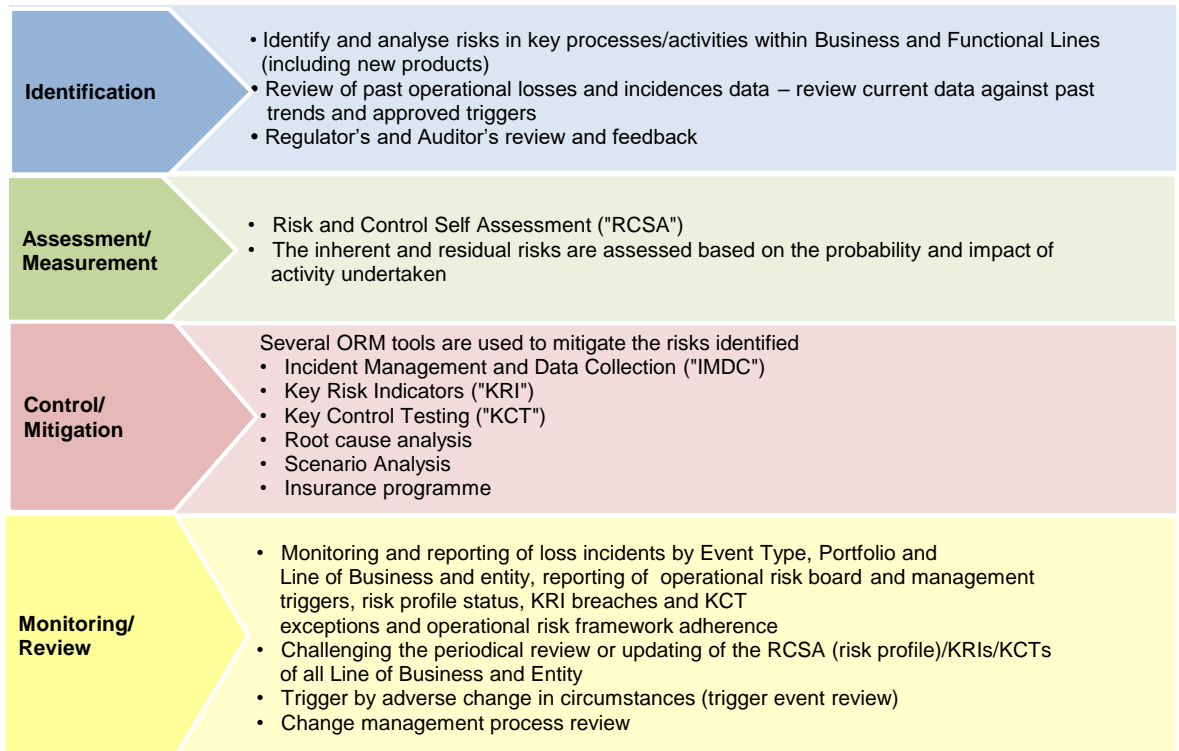 Identification
• Identify and analyse risks in key processes/activities within Business and Functional Lines
(including new products)
• Review of past operational losses and incidences data – review current data against past
trends and approved triggers
• Regulator’s and Auditor’s review and feedback
Assessment/
Measurement
• Risk and Control Self Assessment ("RCSA")
• The inherent and residual risks are assessed based on the probability and impact of
activity undertaken
Control/
Mitigation
Several ORM tools are used to mitigate the risks identified
• Incident Management and Data Collection ("IMDC")
• Key Risk Indicators ("KRI")
• Key Control Testing ("KCT")
• Root cause analysis
• Scenario Analysis
• Insurance programme
Monitoring/
Review
• Monitoring and reporting of loss incidents by Event Type, Portfolio and
Line of Business and entity, reporting of operational risk board and management
triggers, risk profile status, KRI breaches and KCT
exceptions and operational risk framework adherence
• Challenging the periodical review or updating of the RCSA (risk profile)/KRIs/KCTs
of all Line of Business and Entity
• Trigger by adverse change in circumstances (trigger event review)
• Change management process review